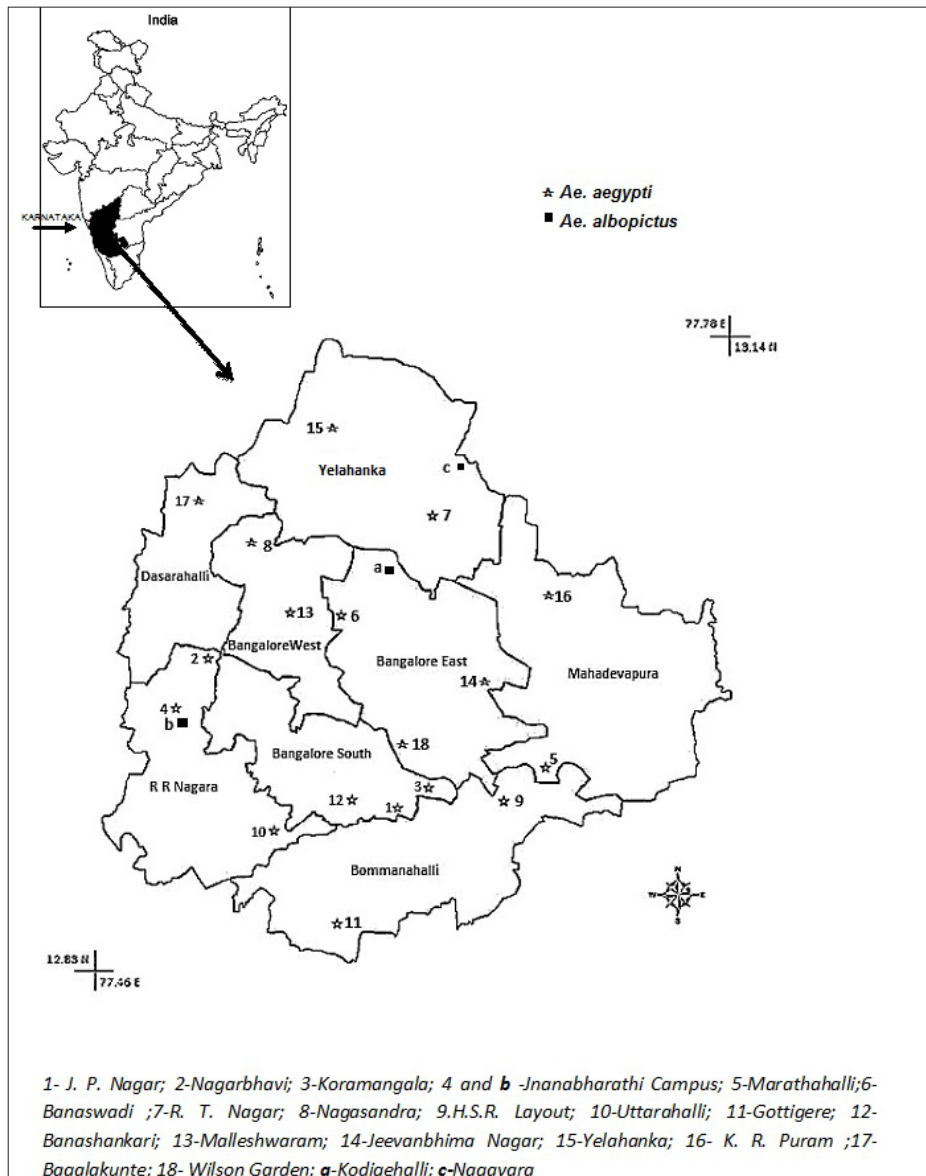 India
KARNATAKA
☆ Ae. aegypti
■ Ae. albopictus
77.78 E
13.14 N
15
Yelahanka
c
17
7
8
a
Dasarahalli
16
13
6
Bangalore West
2
Bangalore East
Mahadevapura
14
4
b
18
Bangalore South
5
R R Nagara
3
12
1
9
10
Bommanahalli
N
W E
S
11
12.83 N
77.46 E
1- J. P. Nagar; 2-Nagarbhavi; 3-Koramangala; 4 and b -Jnanabharathi Campus; 5-Marathahalli;6-
Banaswadi ;7-R. T. Nagar; 8-Nagasandra; 9.H.S.R. Layout; 10-Uttarahalli; 11-Gottigere; 12-
Banashankari; 13-Malleshwaram; 14-Jeevanbhima Nagar; 15-Yelahanka; 16- K. R. Puram ;17-
Bagalakunte; 18- Wilson Garden; a-Kodigehalli; c-Nagavara